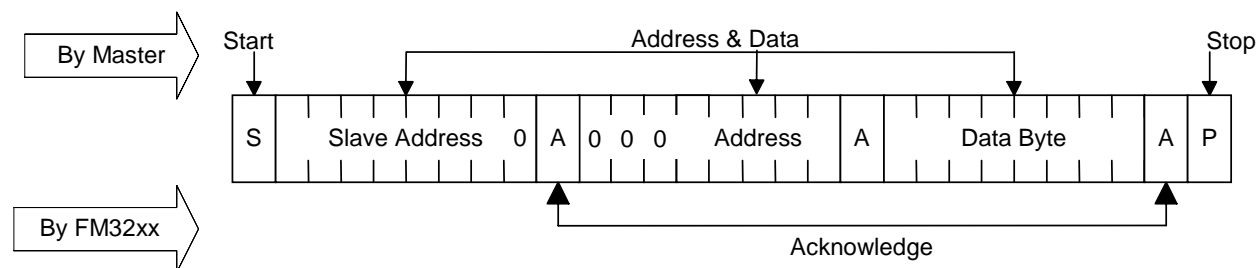 By Master
Start
Address & Data
Stop
S Slave Address 0 A 0 0 0 Address A Data Byte A P
By FM32xx
Acknowledge